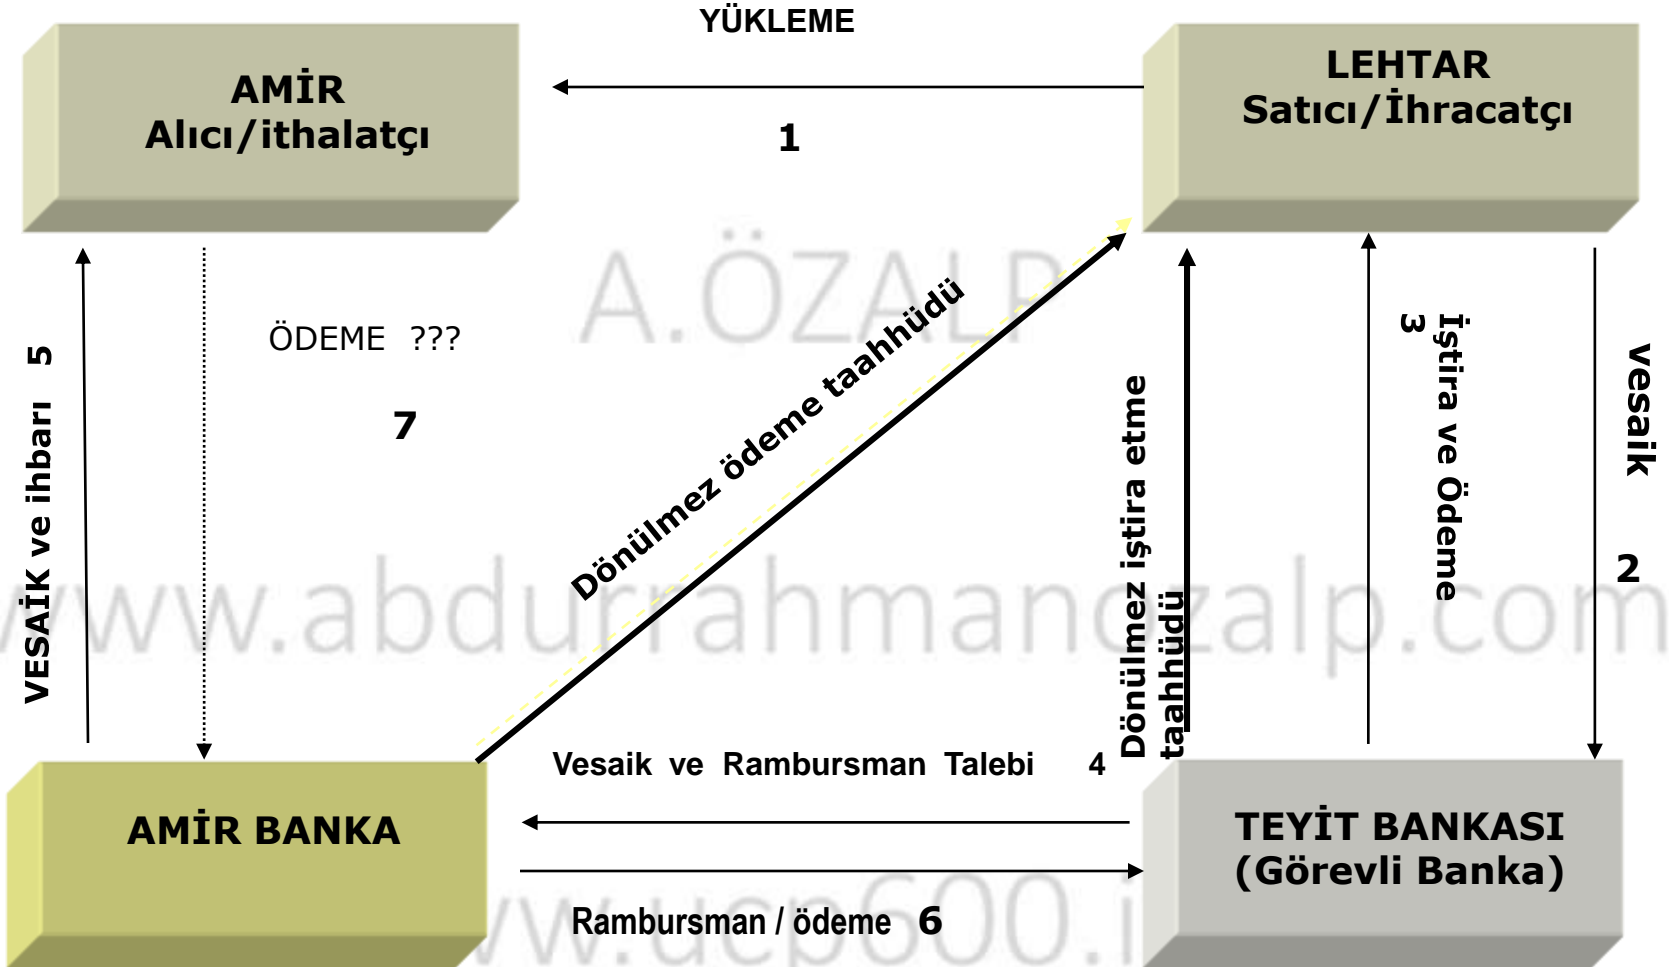 YÜKLEME
AMİR
Alıcı/ithalatçı
LEHTAR
Satıcı/İhracatçı
1
A.ÖZALP
ÖDEME ???
7
VESAİK ve ihbarı 5
Dönülmez ödeme taahhüdü
Dönülmez iştira etme
taahhüdü
İştira ve Ödeme
3
vesaik
2
www.abdurrahmanozalp.com
Vesaik ve Rambursman Talebi 4
AMİR BANKA
TEYİT BANKASI
(Görevli Banka)
Rambursman / ödeme 6
www.ucp600.i